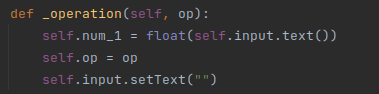 def _operation(self, op):
    self.num_1 = float(self.input.text())
    self.op = op
    self.input.setText("")